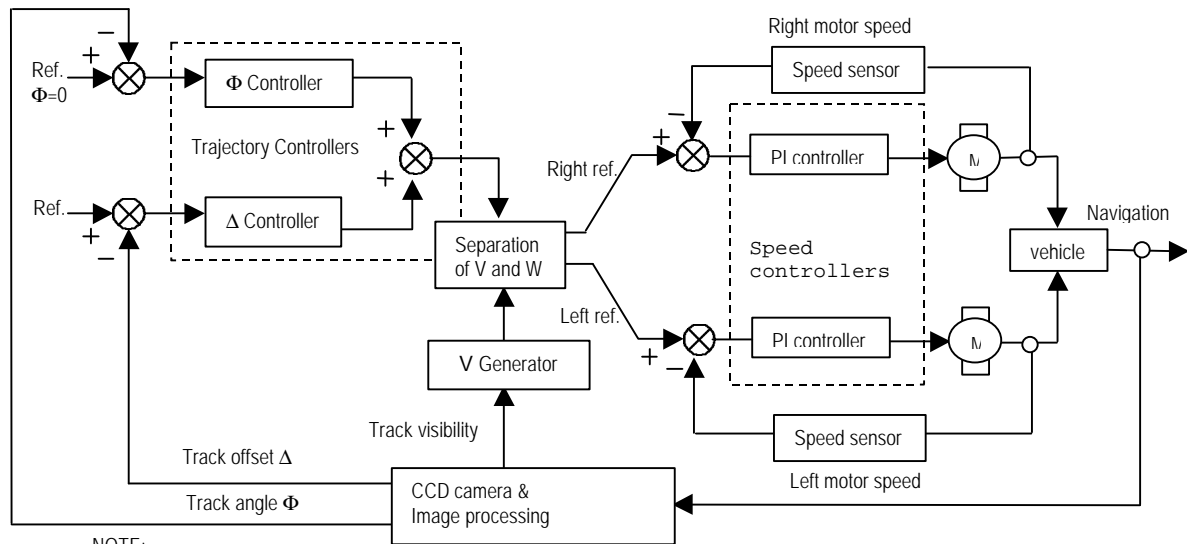 Right motor speed
Speed sensor
−
+
Ref.
Φ=0
Φ Controller
Trajectory Controllers
+
+
−
+
PI controller
M
Right ref.
Ref.
+
−
Δ Controller
Separation
of V and W
Speed
controllers
Navigation
vehicle
Left ref.
+
−
PI controller
M
V Generator
Track visibility
Speed sensor
Left motor speed
Track offset Δ
Track angle Φ
CCD camera &
Image processing
NOTE: